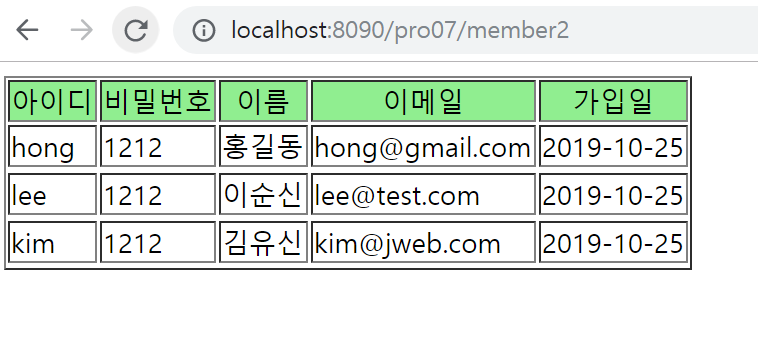 localhost:8090/pro07/member2
아이디 비밀번호 이름 이메일 가입일
hong 1212 홍길동 hong@gmail.com 2019-10-25
lee 1212 이순신 lee@test.com 2019-10-25
kim 1212 김유신 kim@jweb.com 2019-10-25